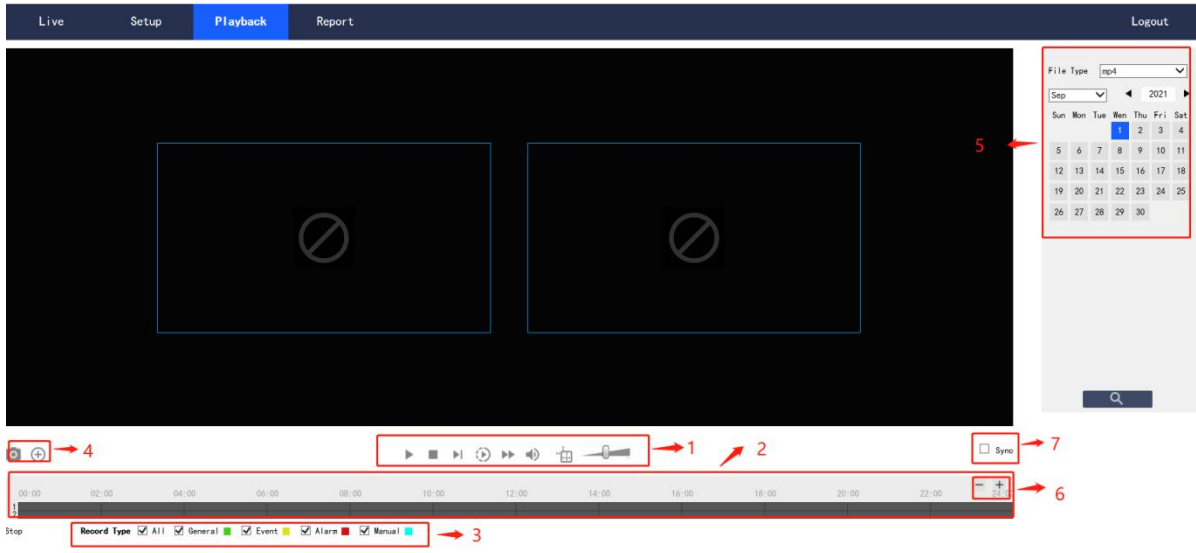 Live Setup Playback Report Logout
File Type mp4
Sep 2021
Sun Mon Tue Wen Thu Fri Sat
1 2 3 4
5 6 7 8 9 10 11
12 13 14 15 16 17 18
19 20 21 22 23 24 25
26 27 28 29 30
5
4
1
2
Sync
7
00:00 02:00 04:00 06:00 08:00 10:00 12:00 14:00 16:00 18:00 20:00 22:00
6
1
2
Stop Record Type All General Event Alarm Manual
3